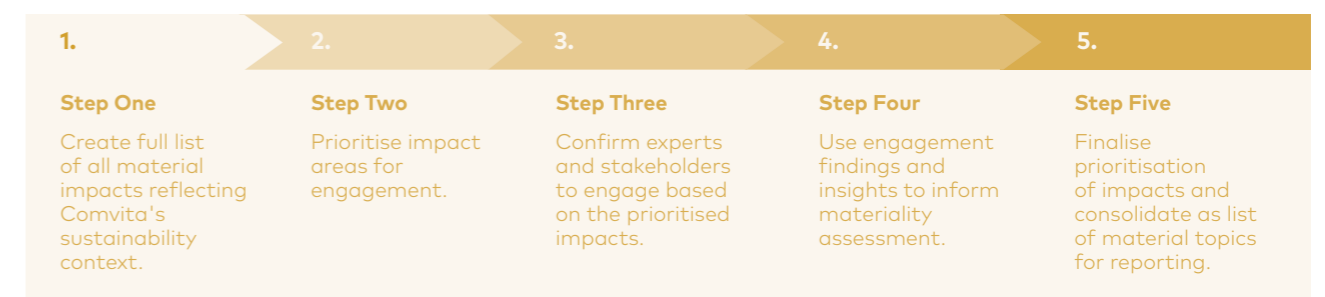 1.
2.
3.
4.
5.
Step One
Create full list
of all material
impacts reflecting
Comvita's
sustainability
context.
Step Two
Prioritise impact
areas for
engagement.
Step Three
Confirm experts
and stakeholders
to engage based
on the prioritised
impacts.
Step Four
Use engagement
findings and
insights to inform
materiality
assessment.
Step Five
Finalise
prioritisation
of impacts and
consolidate as list
of material topics
for reporting.